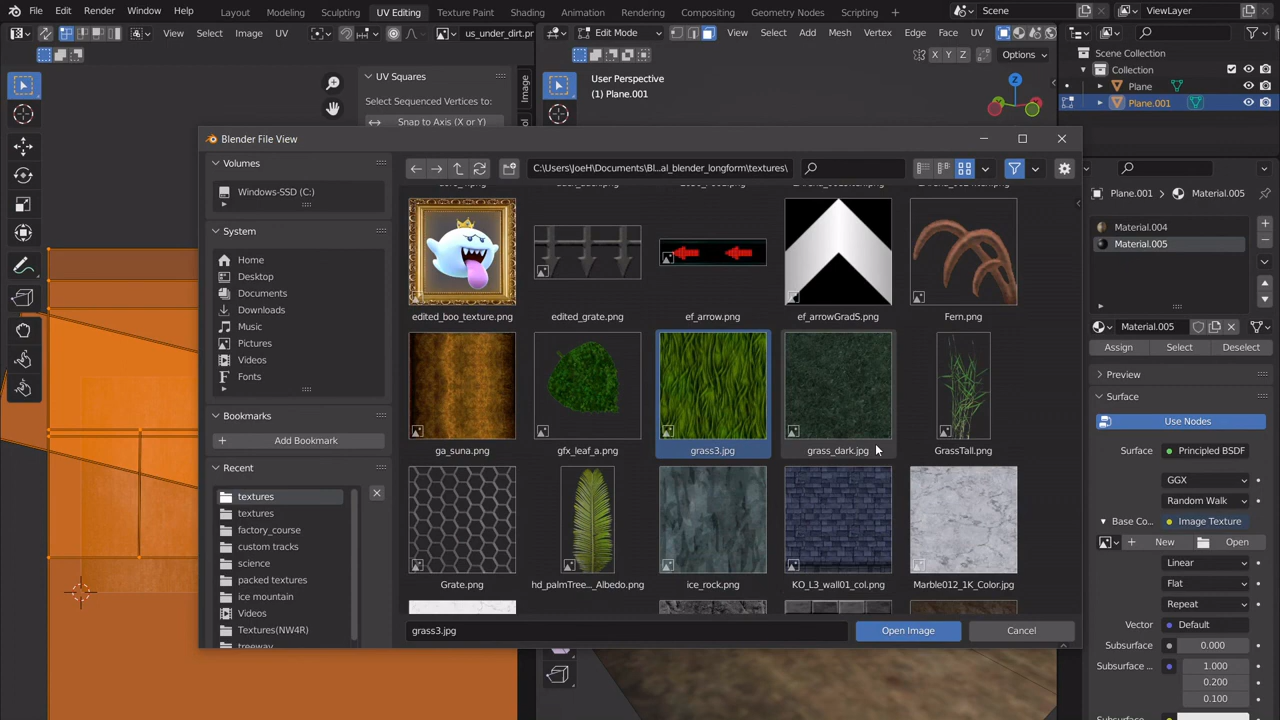 File Edit Render Window Help Layout Modeling Sculpting UV Editing Texture Paint Shading Animation Rendering Compositing Geometry Nodes Scripting Scene ViewLayer
View Select Image UV us_under_dirt.pr Edit Mode View Select Add Mesh Vertex Edge Face UV
X Y Z Options
UV Squares
Select Sequenced Vertices to:
Snap to Axis (X or Y)
Image
User Perspective
(1) Plane.001
Z
Scene Collection
Collection
Plane
Plane.001
Blender File View
Volumes
Windows-SSD (C:)
System
Home
Desktop
Documents
Downloads
Music
Pictures
Videos
Fonts
Bookmarks
Add Bookmark
Recent
textures
textures
factory_course
custom tracks
science
packed textures
ice mountain
Videos
Textures(NW4R)
treeway
C:\Users\JoeH\Documents\Bl...al_blender_longform\textures\
edited_boo_texture.png edited_grate.png ef_arrow.png ef_arrowGradS.png Fern.png
ga_suna.png gfx_leaf_a.png grass3.jpg grass_dark.jpg GrassTall.png
Grate.png hd_palmTree..._Albedo.png ice_rock.png KO_L3_wall01_col.png Marble012_1K_Color.jpg
grass3.jpg Open Image Cancel
Plane.001 Material.005
Material.004
Material.005
Material.005
Assign Select Deselect
Preview
Surface
Use Nodes
Surface Principled BSDF
GGX
Random Walk
Base Co... Image Texture
New Open
Linear
Flat
Repeat
Vector Default
Subsurface 0.000
Subsurface .. 1.000
0.200
0.100